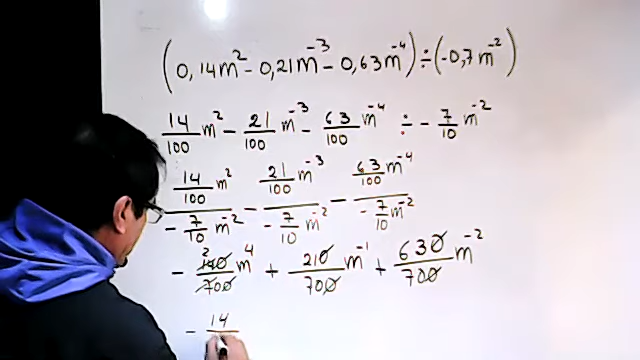 (0,14m² - 0,21m⁻³ - 0,63m⁻⁴) ÷ (-0,7m⁻²)
14/100 m² - 21/100 m⁻³ - 63/100 m⁻⁴ ÷ - 7/10 m⁻²
14/100 m² / - 7/10 m⁻² - 21/100 m⁻³ / - 7/10 m⁻² - 63/100 m⁻⁴ / - 7/10 m⁻²
- 140/700 m⁴ + 210/700 m⁻¹ + 630/700 m⁻²
- 14